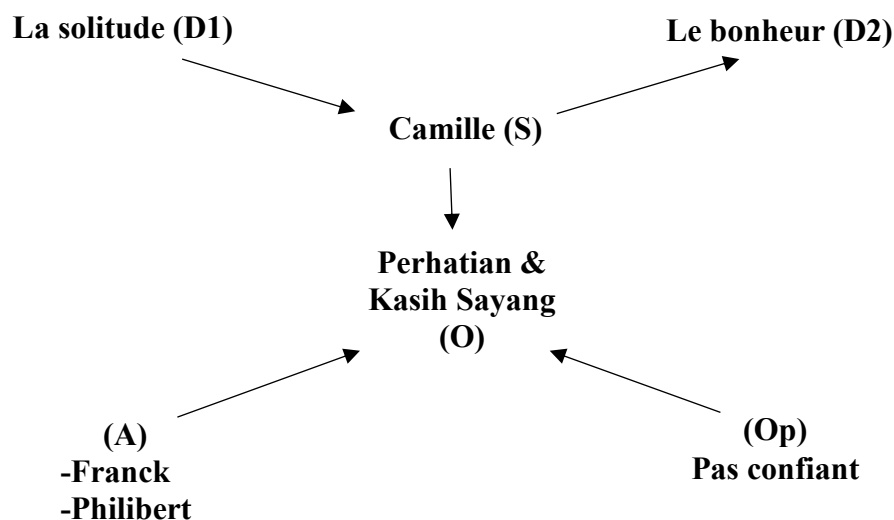 La solitude (D1)
Le bonheur (D2)
Camille (S)
Perhatian &
Kasih Sayang
(O)
(A)
-Franck
-Philibert
(Op)
Pas confiant